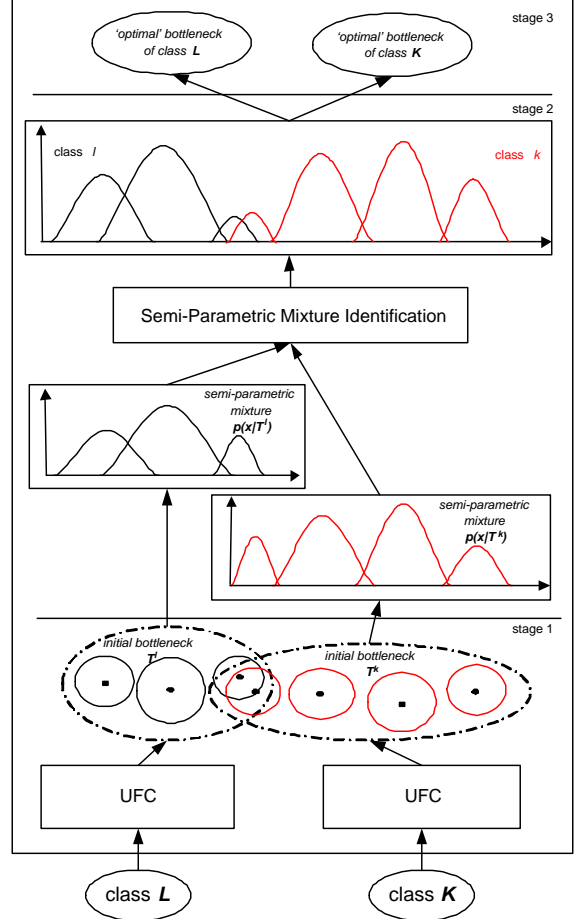 stage 3
'optimal' bottleneck
of class L
'optimal' bottleneck
of class K
stage 2
class l
class k
Semi-Parametric Mixture Identification
semi-parametric
mixture
p(x|T^l)
semi-parametric
mixture
p(x|T^k)
stage 1
initial bottleneck
T^l
initial bottleneck
T^k
UFC
UFC
class L
class K